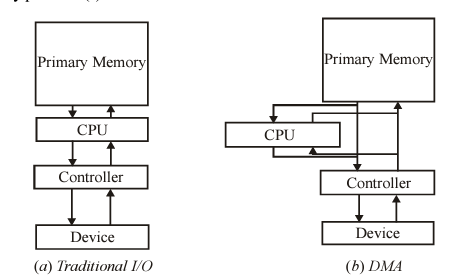 Primary Memory
CPU
Controller
Device
(a) Traditional I/O
Primary Memory
CPU
Controller
Device
(b) DMA